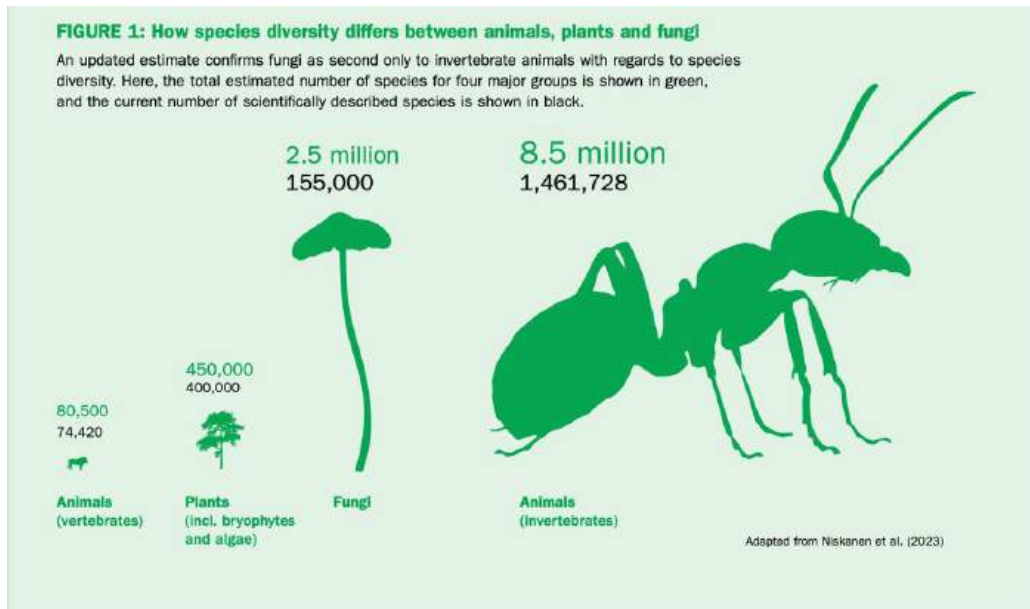 FIGURE 1: How species diversity differs between animals, plants and fungi
An updated estimate confirms fungi as second only to invertebrate animals with regards to species
diversity. Here, the total estimated number of species for four major groups is shown in green,
and the current number of scientifically described species is shown in black.
2.5 million
155,000
8.5 million
1,461,728
450,000
400,000
80,500
74,420
Animals
(vertebrates)
Plants
(incl. bryophytes
and algae)
Fungi
Animals
(invertebrates)
Adapted from Niskanen et al. (2023)